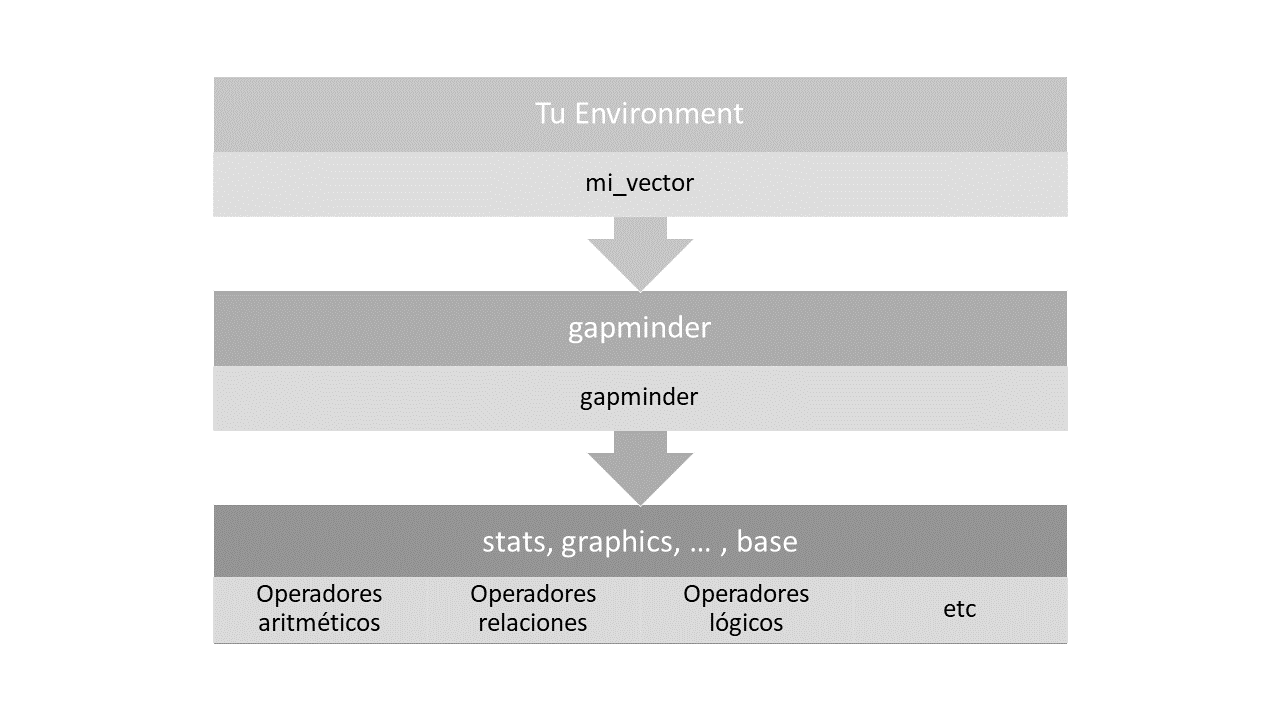 Tu Environment
mi_vector
gapminder
gapminder
stats, graphics, ... , base
Operadores
aritméticos
Operadores
relaciones
Operadores
lógicos
etc